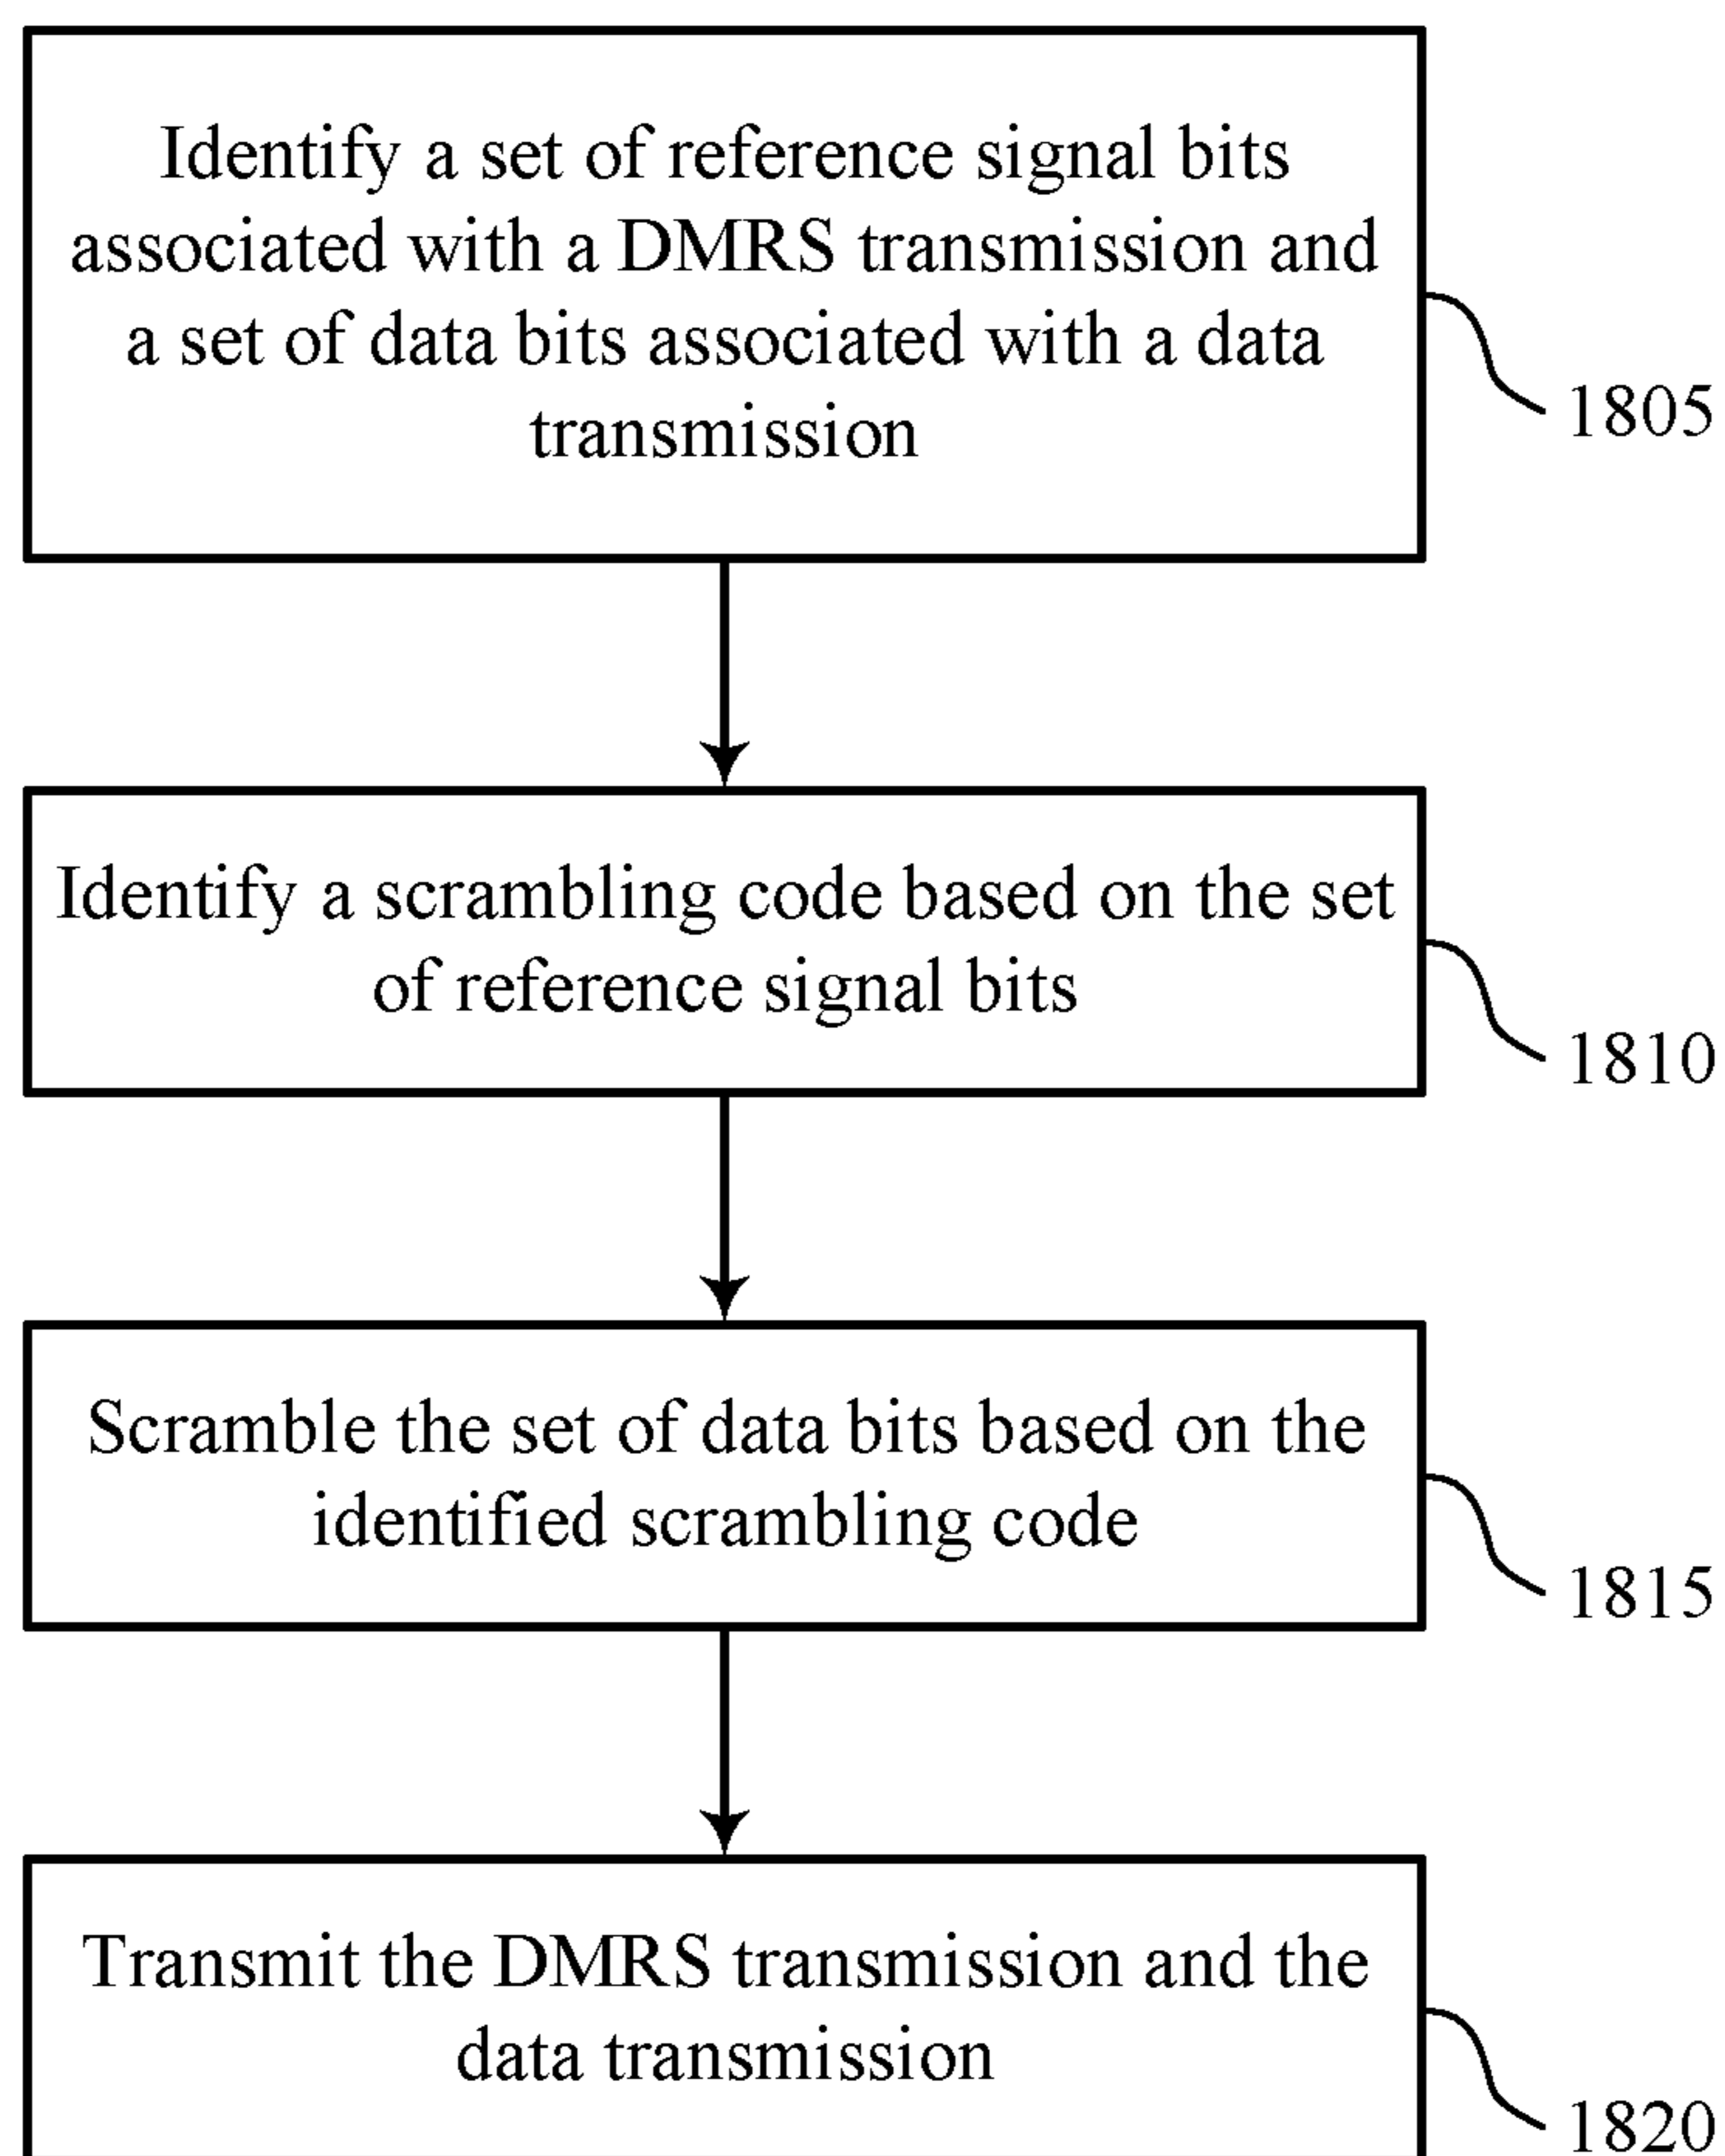 Identify a set of reference signal bits
associated with a DMRS transmission and
a set of data bits associated with a data
transmission
1805
Identify a scrambling code based on the set
of reference signal bits
1810
Scramble the set of data bits based on the
identified scrambling code
1815
Transmit the DMRS transmission and the
data transmission
1820